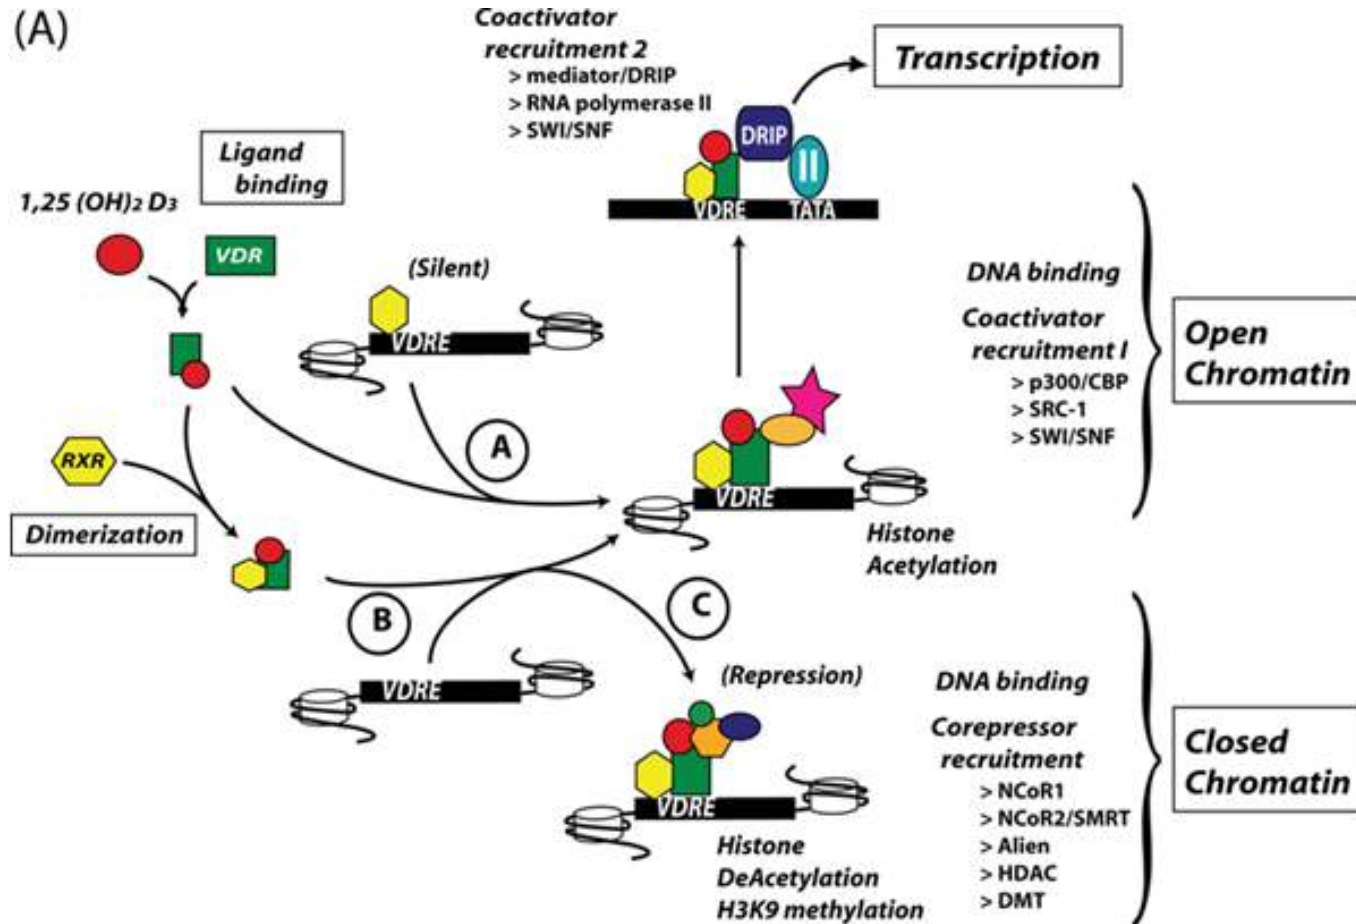 (A)
Coactivator
recruitment 2
> mediator/DRIP
> RNA polymerase II
> SWI/SNF
Transcription
DRIP
II
VDRE
TATA
Ligand
binding
1,25 (OH)2 D3
VDR
(Silent)
VDRE
DNA binding
Coactivator
recruitment I
> p300/CBP
> SRC-1
> SWI/SNF
Open
Chromatin
RXR
A
VDRE
Dimerization
Histone
Acetylation
B
C
VDRE
(Repression)
VDRE
Histone
DeAcetylation
H3K9 methylation
DNA binding
Corepressor
recruitment
> NCoR1
> NCoR2/SMRT
> Alien
> HDAC
> DMT
Closed
Chromatin